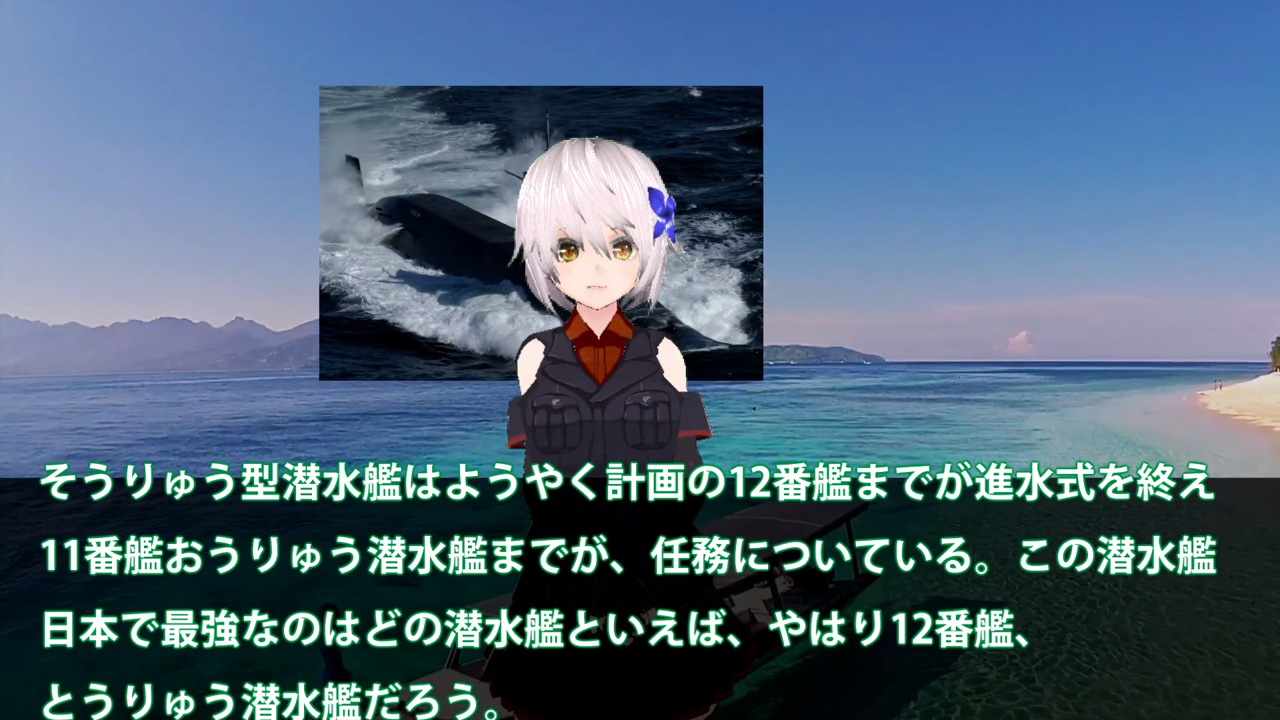 そうりゅう型潜水艦はようやく計画の12番艦までが進水式を終え
11番艦おうりゅう潜水艦までが、任務についている。この潜水艦
日本で最強なのはどの潜水艦といえば、やはり12番艦、
とうりゅう潜水艦だろう。